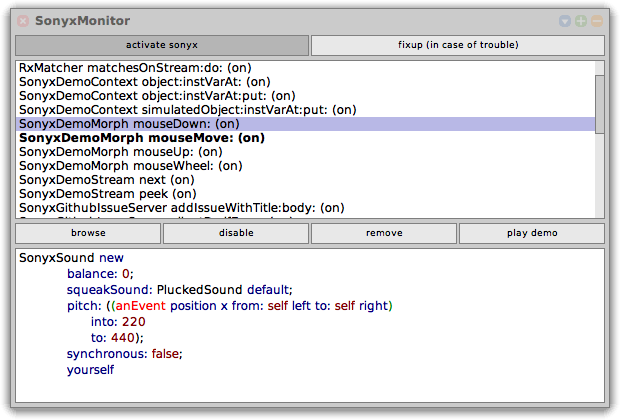 SonyxMonitor
activate sonyx
fixup (in case of trouble)
RxMatcher matchesOnStream:do: (on)
SonyxDemoContext object:instVarAt: (on)
SonyxDemoContext object:instVarAt:put: (on)
SonyxDemoContext simulatedObject:instVarAt:put: (on)
SonyxDemoMorph mouseDown: (on)
SonyxDemoMorph mouseMove: (on)
SonyxDemoMorph mouseUp: (on)
SonyxDemoMorph mouseWheel: (on)
SonyxDemoStream next (on)
SonyxDemoStream peek (on)
SonyxGithubIssueServer addIssueWithTitle:body: (on)
browse
disable
remove
play demo
SonyxSound new
balance: 0;
squeakSound: PluckedSound default;
pitch: ((anEvent position x from: self left to: self right)
into: 220
to: 440);
synchronous: false;
yourself